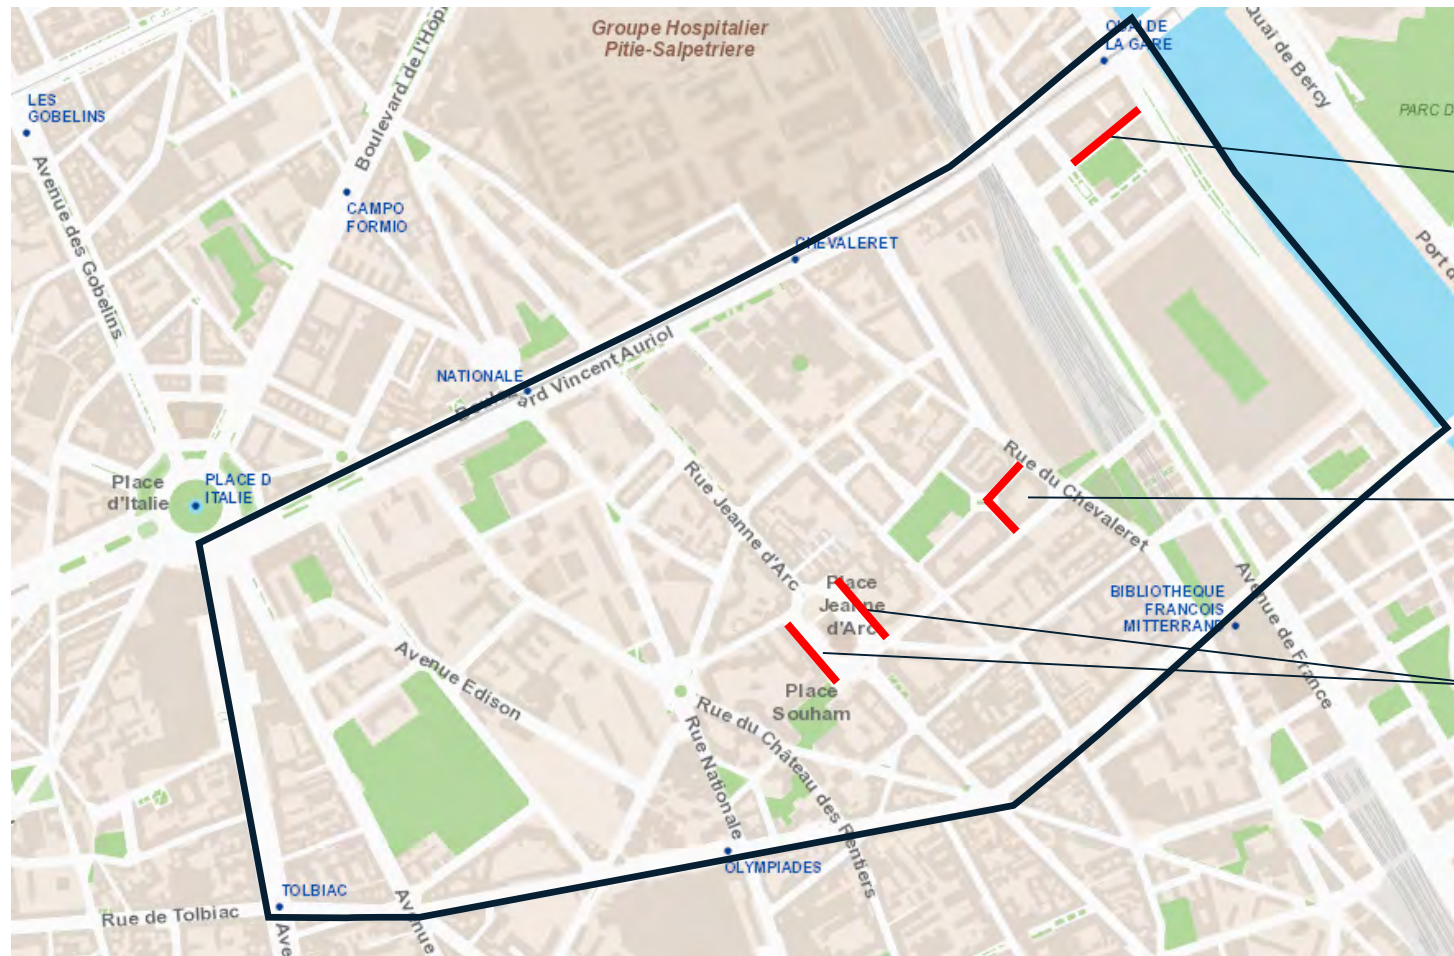 Groupe Hospitalier
Pitie-Salpetriere
QUAI DE
LA GARE
Quai de Bercy
PARC D
Boulevard de l'Hôpi
LES
GOBELINS
Avenue des Gobelins
CAMPO
FORMIO
CHEVALERET
Port d
NATIONALE
Boulevard Vincent Auriol
Place
d'Italie
PLACE D
ITALIE
Rue Jeanne d'Arc
Rue du Chevaleret
Place
Jeanne
d'Arc
BIBLIOTHEQUE
FRANCOIS
MITTERRAND
Avenue de France
Avenue Edison
Place
Souham
Rue du Château des Rentiers
Rue Nationale
OLYMPIADES
TOLBIAC
Rue de Tolbiac
Ave
Avenue